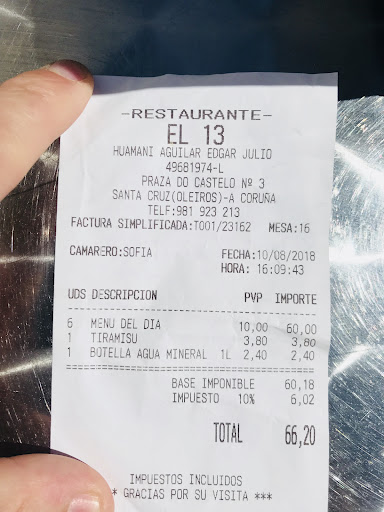 -RESTAURANTE-
EL 13
HUAMANI AGUILAR EDGAR JULIO
49681974-L
PRAZA DO CASTELO Nº 3
SANTA CRUZ(OLEIROS)-A CORUÑA
TELF:981 923 213
FACTURA SIMPLIFICADA:T001/23162 MESA:16
CAMARERO:SOFIA FECHA:10/08/2018
HORA: 16:09:43
UDS DESCRIPCION PVP IMPORTE
6 MENU DEL DIA 10,00 60,00
1 TIRAMISU 3,80 3,80
1 BOTELLA AGUA MINERAL 1L 2,40 2,40
BASE IMPONIBLE 60,18
IMPUESTO 10% 6,02
TOTAL 66,20
IMPUESTOS INCLUIDOS
* GRACIAS POR SU VISITA ***